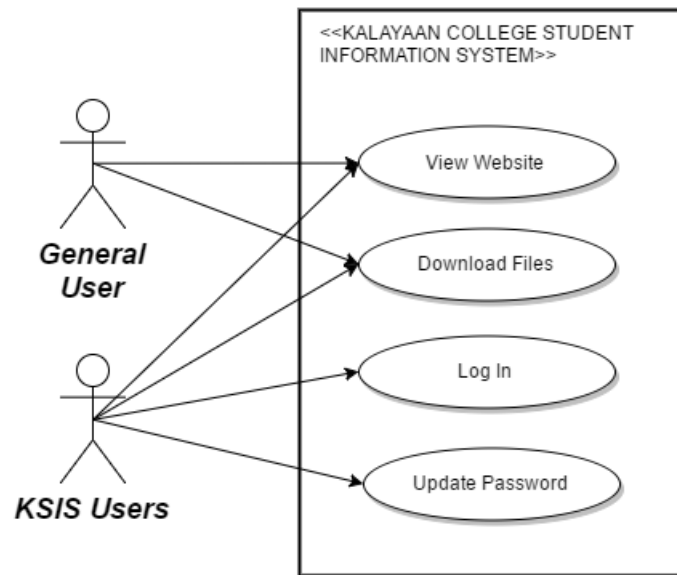 <<KALAYAAN COLLEGE STUDENT
INFORMATION SYSTEM>>
View Website
General
User
Download Files
Log In
Update Password
KSIS Users